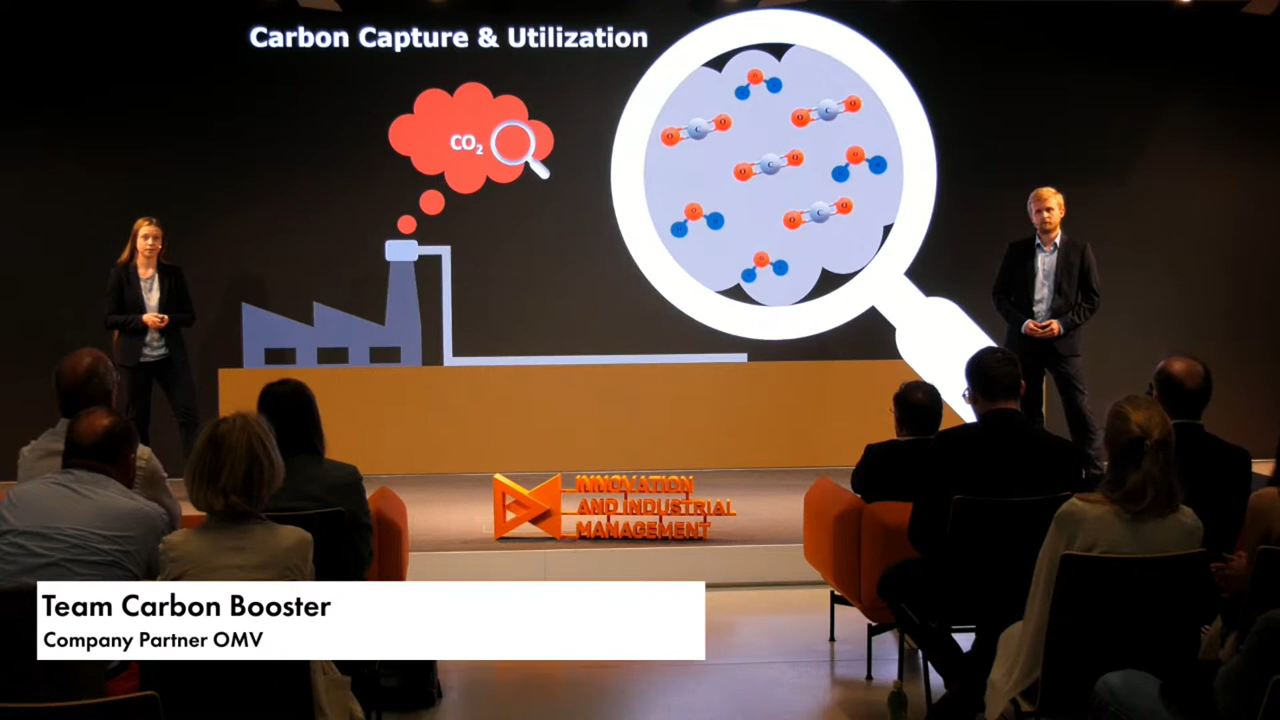 Carbon Capture & Utilization
CO₂
O C O
O C O
O C O
O C O
INNOVATION
AND INDUSTRIAL
MANAGEMENT
Team Carbon Booster
Company Partner OMV